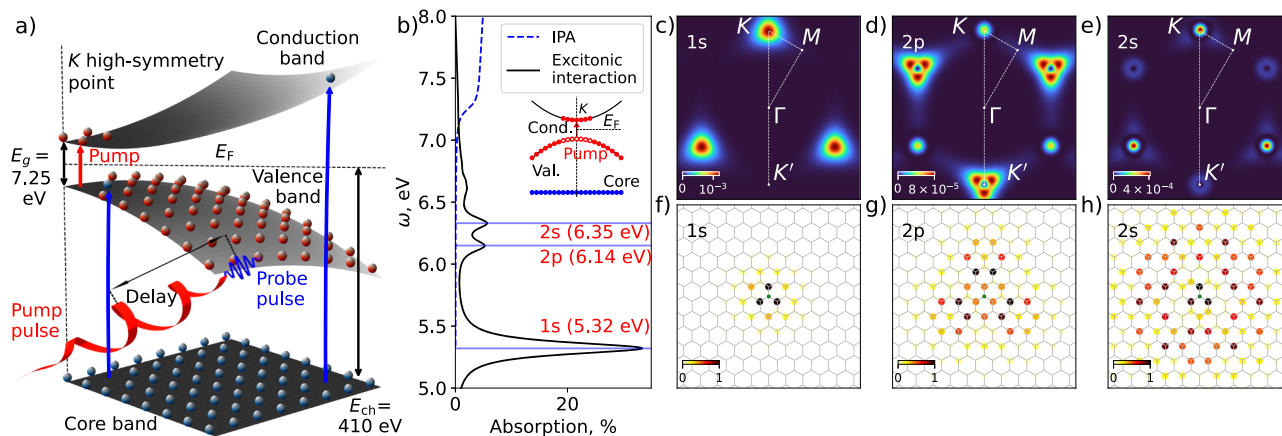 a)
K high-symmetry
point
Conduction
band
E_g =
7.25
eV
Pump
E_F
Valence
band
Delay
Probe
pulse
Pump
pulse
Core band
E_ch =
410 eV
b)
8.0
7.5
7.0
6.5
6.0
5.5
5.0
ω, eV
0
20
Absorption, %
IPA
Excitonic
interaction
K
Cond.
E_F
Pump
Val.
Core
2s (6.35 eV)
2p (6.14 eV)
1s (5.32 eV)
c)
1s
K
M
Γ
K′
0 10⁻³
d)
2p
K
M
Γ
K′
0 8 × 10⁻⁵
e)
2s
K
M
Γ
K′
0 4 × 10⁻⁴
f)
1s
0 1
g)
2p
0 1
h)
2s
0 1